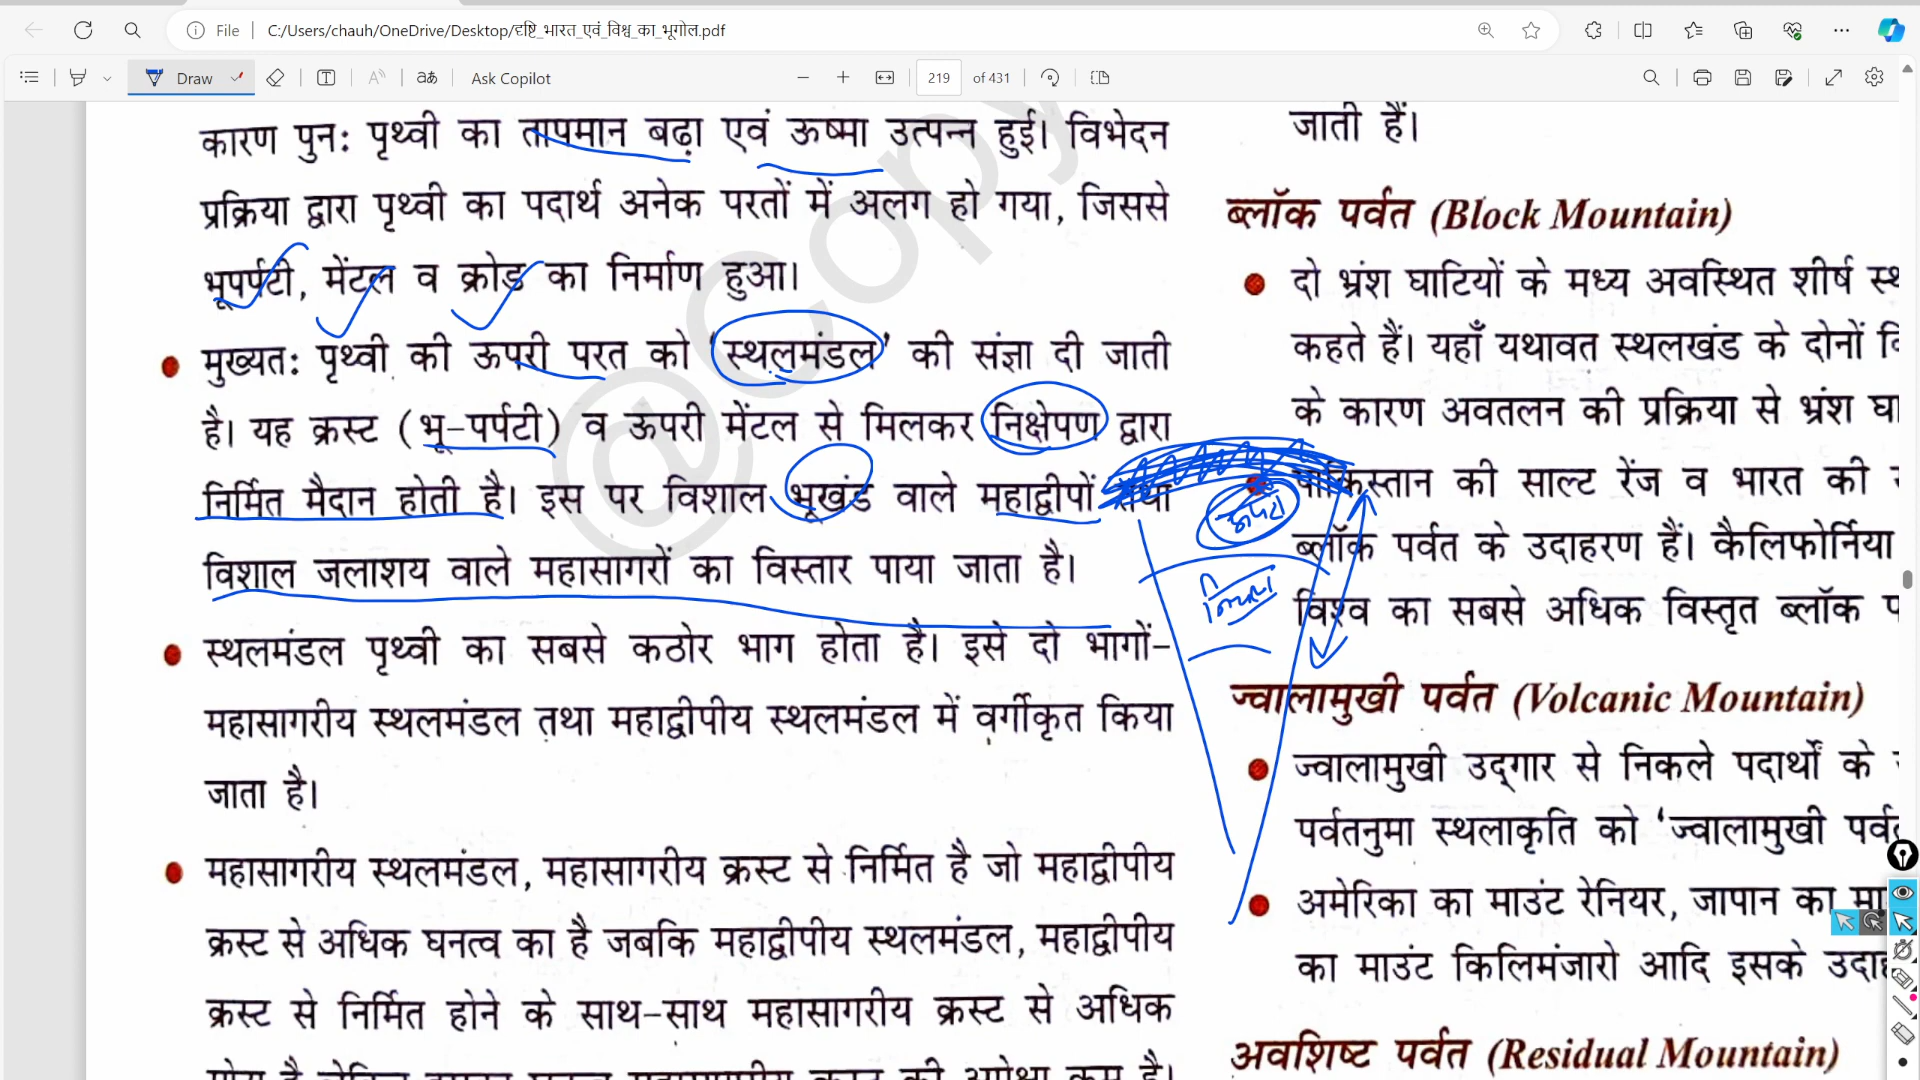 File
C:/Users/chauh/OneDrive/Desktop/दृष्टि_भारत_एवं_विश्व_का_भूगोल.pdf
Draw
Ask Copilot
219 of 431
कारण पुनः पृथ्वी का तापमान बढ़ा एवं ऊष्मा उत्पन्न हुई। विभेदन
प्रक्रिया द्वारा पृथ्वी का पदार्थ अनेक परतों में अलग हो गया, जिससे
भूपर्पटी, मेंटल व क्रोड का निर्माण हुआ।
मुख्यतः पृथ्वी की ऊपरी परत को 'स्थलमंडल' की संज्ञा दी जाती
है। यह क्रस्ट (भू-पर्पटी) व ऊपरी मेंटल से मिलकर निक्षेपण द्वारा
निर्मित मैदान होती है। इस पर विशाल भूखंड वाले महाद्वीपों तथा
विशाल जलाशय वाले महासागरों का विस्तार पाया जाता है।
स्थलमंडल पृथ्वी का सबसे कठोर भाग होता है। इसे दो भागों-
महासागरीय स्थलमंडल तथा महाद्वीपीय स्थलमंडल में वर्गीकृत किया
जाता है।
महासागरीय स्थलमंडल, महासागरीय क्रस्ट से निर्मित है जो महाद्वीपीय
क्रस्ट से अधिक घनत्व का है जबकि महाद्वीपीय स्थलमंडल, महाद्वीपीय
क्रस्ट से निर्मित होने के साथ-साथ महासागरीय क्रस्ट से अधिक
@Copy
जाती हैं।
ब्लॉक पर्वत (Block Mountain)
दो भ्रंश घाटियों के मध्य अवस्थित शीर्ष
कहते हैं। यहाँ यथावत स्थलखंड के दोनों
के कारण अवतलन की प्रक्रिया से भ्रंश
पाकिस्तान की साल्ट रेंज व भारत की
ब्लॉक पर्वत के उदाहरण हैं। कैलिफोर्निया
विश्व का सबसे अधिक विस्तृत ब्लॉक
ज्वालामुखी पर्वत (Volcanic Mountain)
ज्वालामुखी उद्गार से निकले पदार्थों के
पर्वतनुमा स्थलाकृति को 'ज्वालामुखी
अमेरिका का माउंट रेनियर, जापान का
का माउंट किलिमंजारो आदि इसके
अवशिष्ट पर्वत (Residual Mountain)